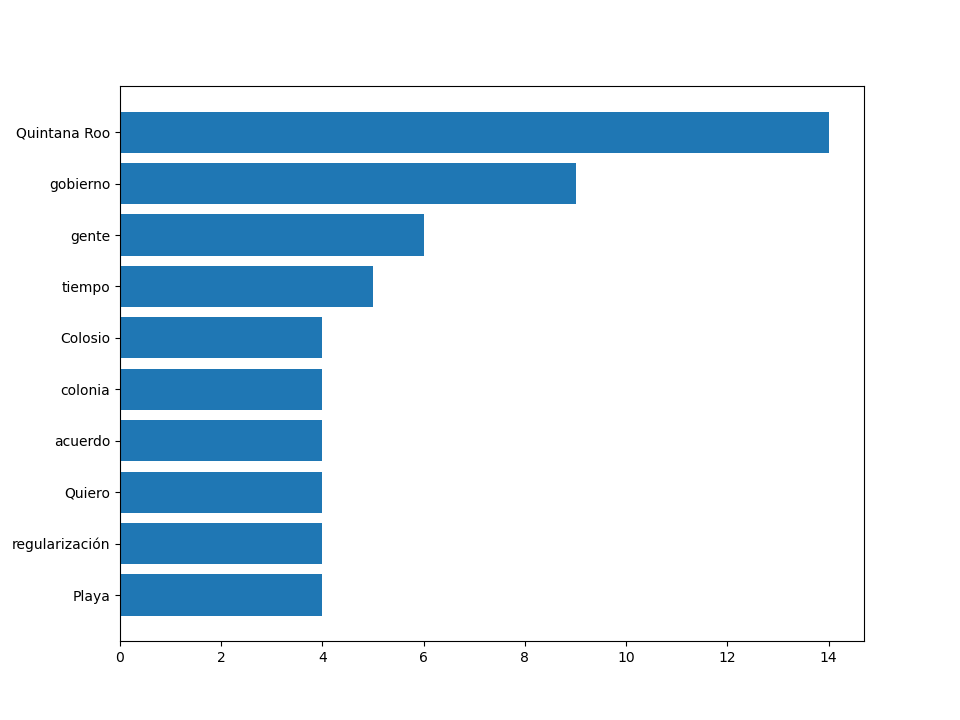 Quintana Roo
gobierno
gente
tiempo
Colosio
colonia
acuerdo
Quiero
regularización
Playa
0 2 4 6 8 10 12 14